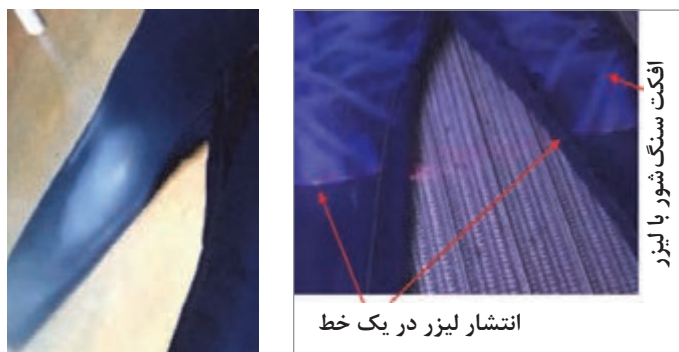 افکت سنگ شور با لیزر
انتشار لیزر در یک خط